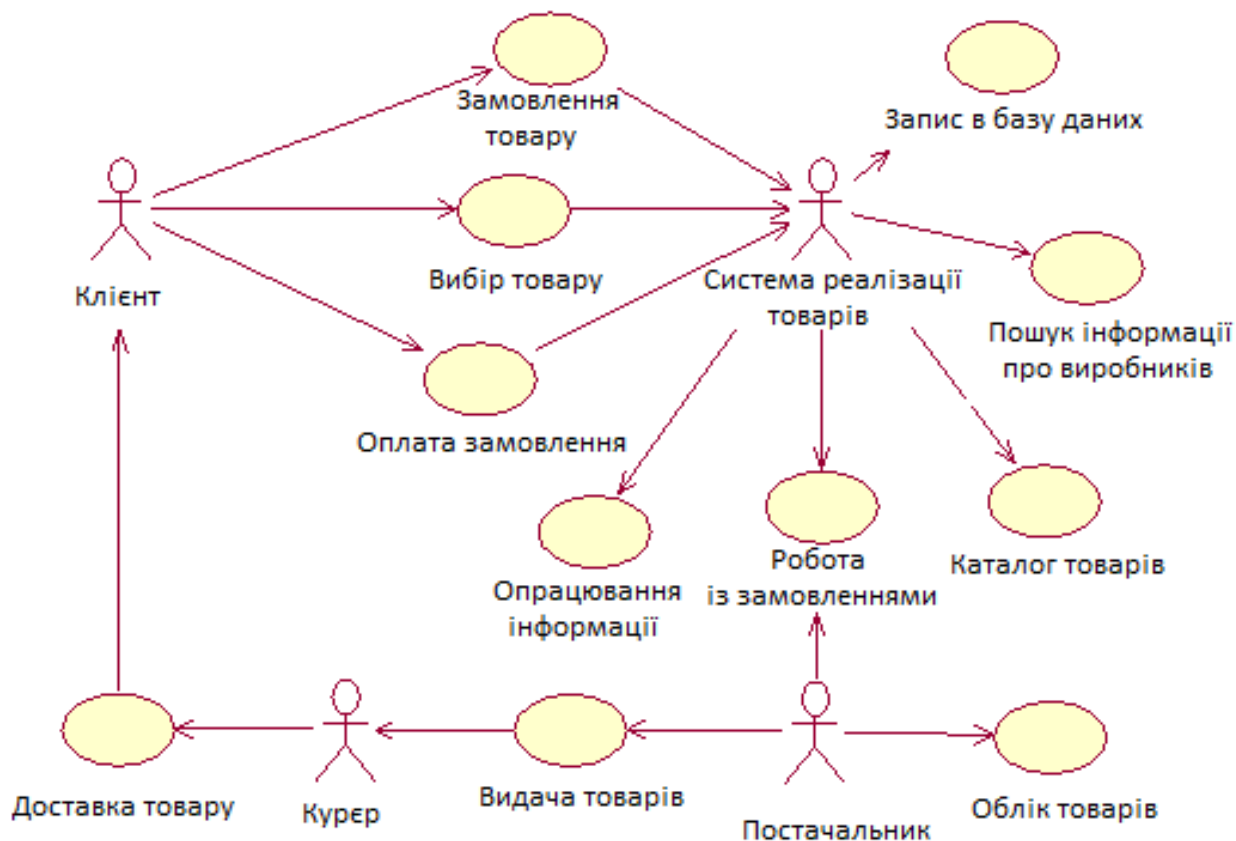 Замовлення
товару
Запис в базу даних
Клієнт
Вибір товару
Система реалізації
товарів
Пошук інформації
про виробників
Оплата замовлення
Опрацювання
інформації
Робота
із замовленнями
Каталог товарів
Доставка товару
Курєр
Видача товарів
Постачальник
Облік товарів